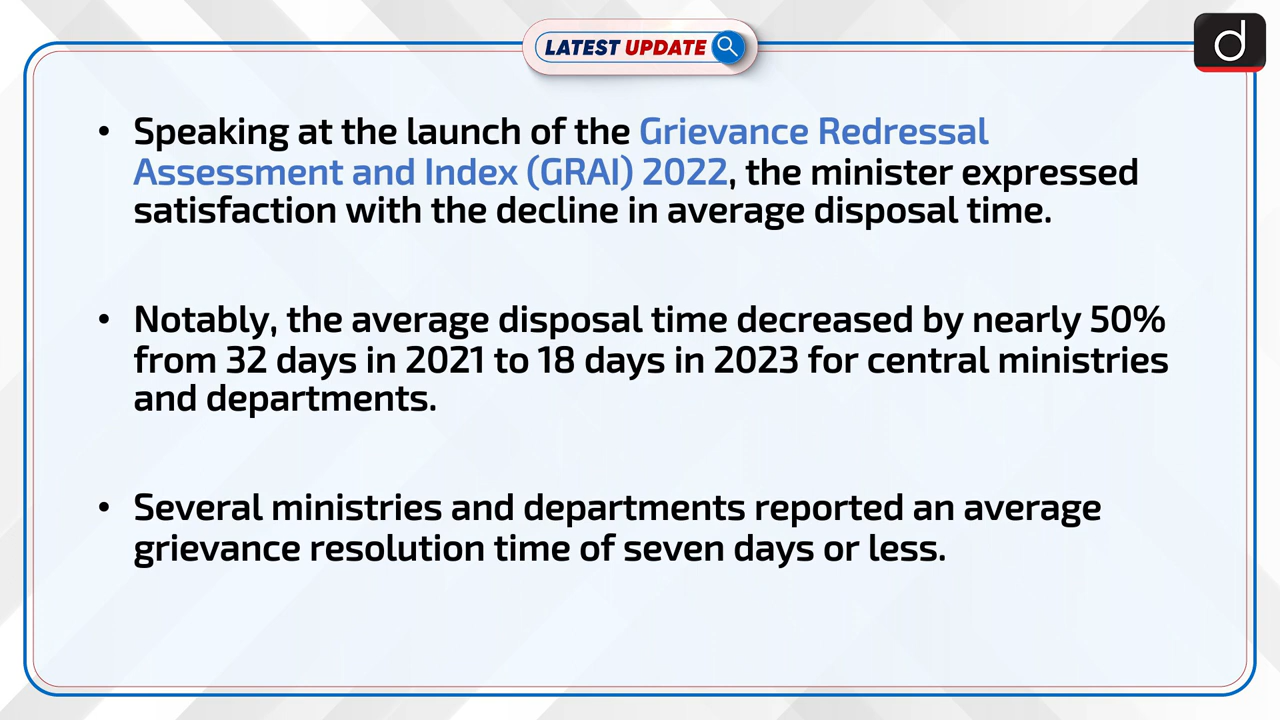 LATEST UPDATE
d
• Speaking at the launch of the Grievance Redressal
Assessment and Index (GRAI) 2022, the minister expressed
satisfaction with the decline in average disposal time.
• Notably, the average disposal time decreased by nearly 50%
from 32 days in 2021 to 18 days in 2023 for central ministries
and departments.
• Several ministries and departments reported an average
grievance resolution time of seven days or less.